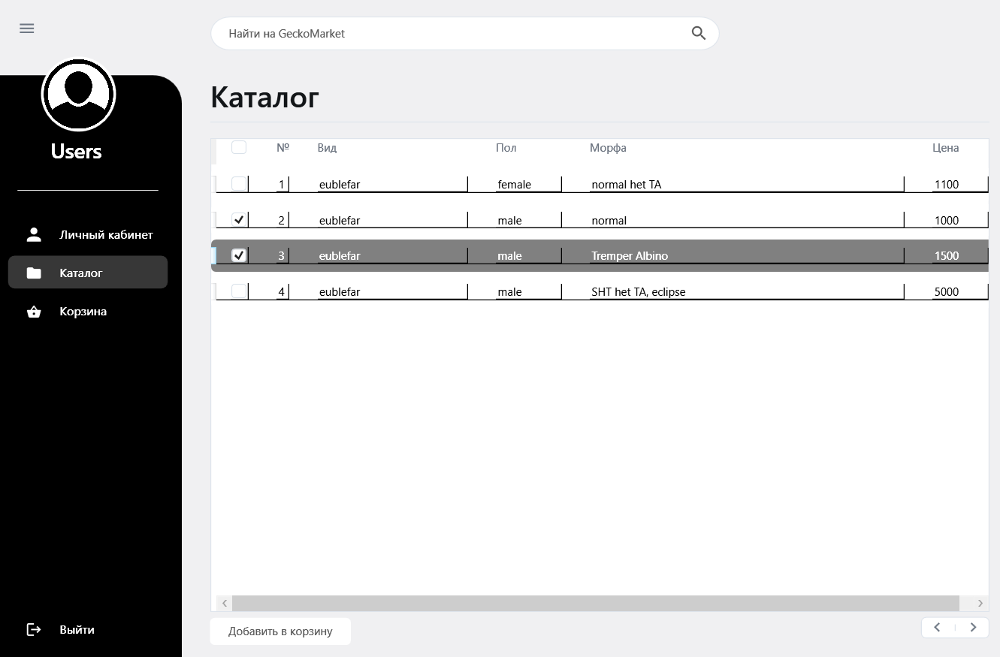 Найти на GeckoMarket
Users
Личный кабинет
Каталог
Корзина
Выйти
Каталог
№ Вид Пол Морфа Цена
1 eublefar female normal het TA 1100
2 eublefar male normal 1000
3 eublefar male Tremper Albino 1500
4 eublefar male SHT het TA, eclipse 5000
Добавить в корзину